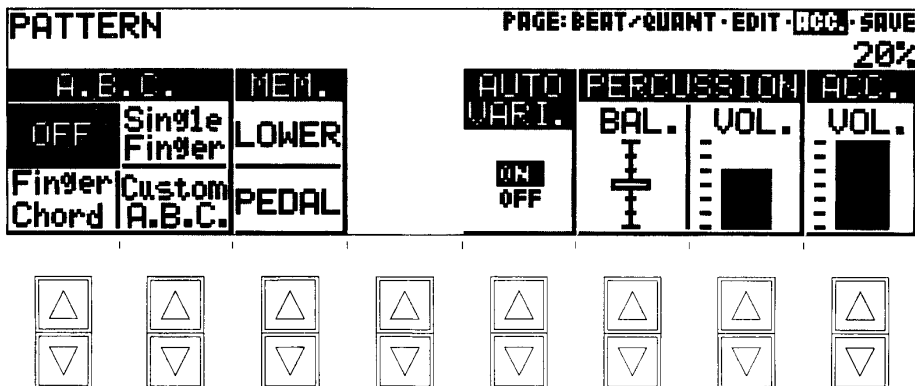 PATTERN
PAGE: BEAT/QUANT · EDIT · ACC. · SAVE
20%
A.B.C.
OFF
Single
Finger
Finger
Chord
Custom
A.B.C.
MEM.
LOWER
PEDAL
AUTO
VARI.
ON
OFF
PERCUSSION
BAL.
VOL.
ACC.
VOL.